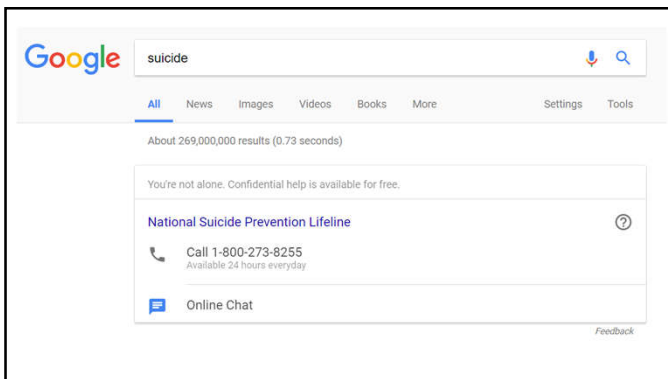 Google
suicide
All News Images Videos Books More Settings Tools
About 269,000,000 results (0.73 seconds)
You're not alone. Confidential help is available for free.
National Suicide Prevention Lifeline
Call 1-800-273-8255
Available 24 hours everyday
Online Chat
Feedback